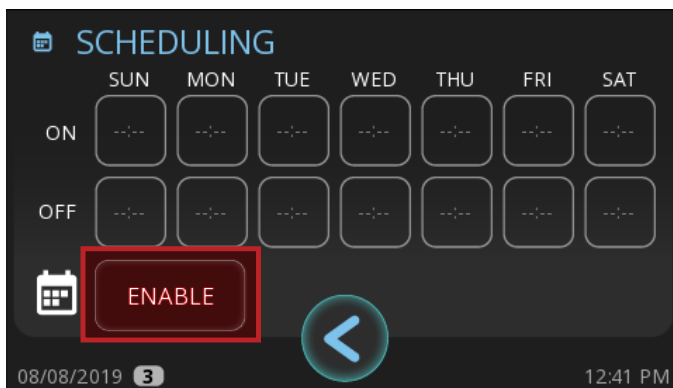 SCHEDULING
SUN MON TUE WED THU FRI SAT
ON --:-- --:-- --:-- --:-- --:-- --:-- --:--
OFF --:-- --:-- --:-- --:-- --:-- --:-- --:--
ENABLE
08/08/2019 3 12:41 PM